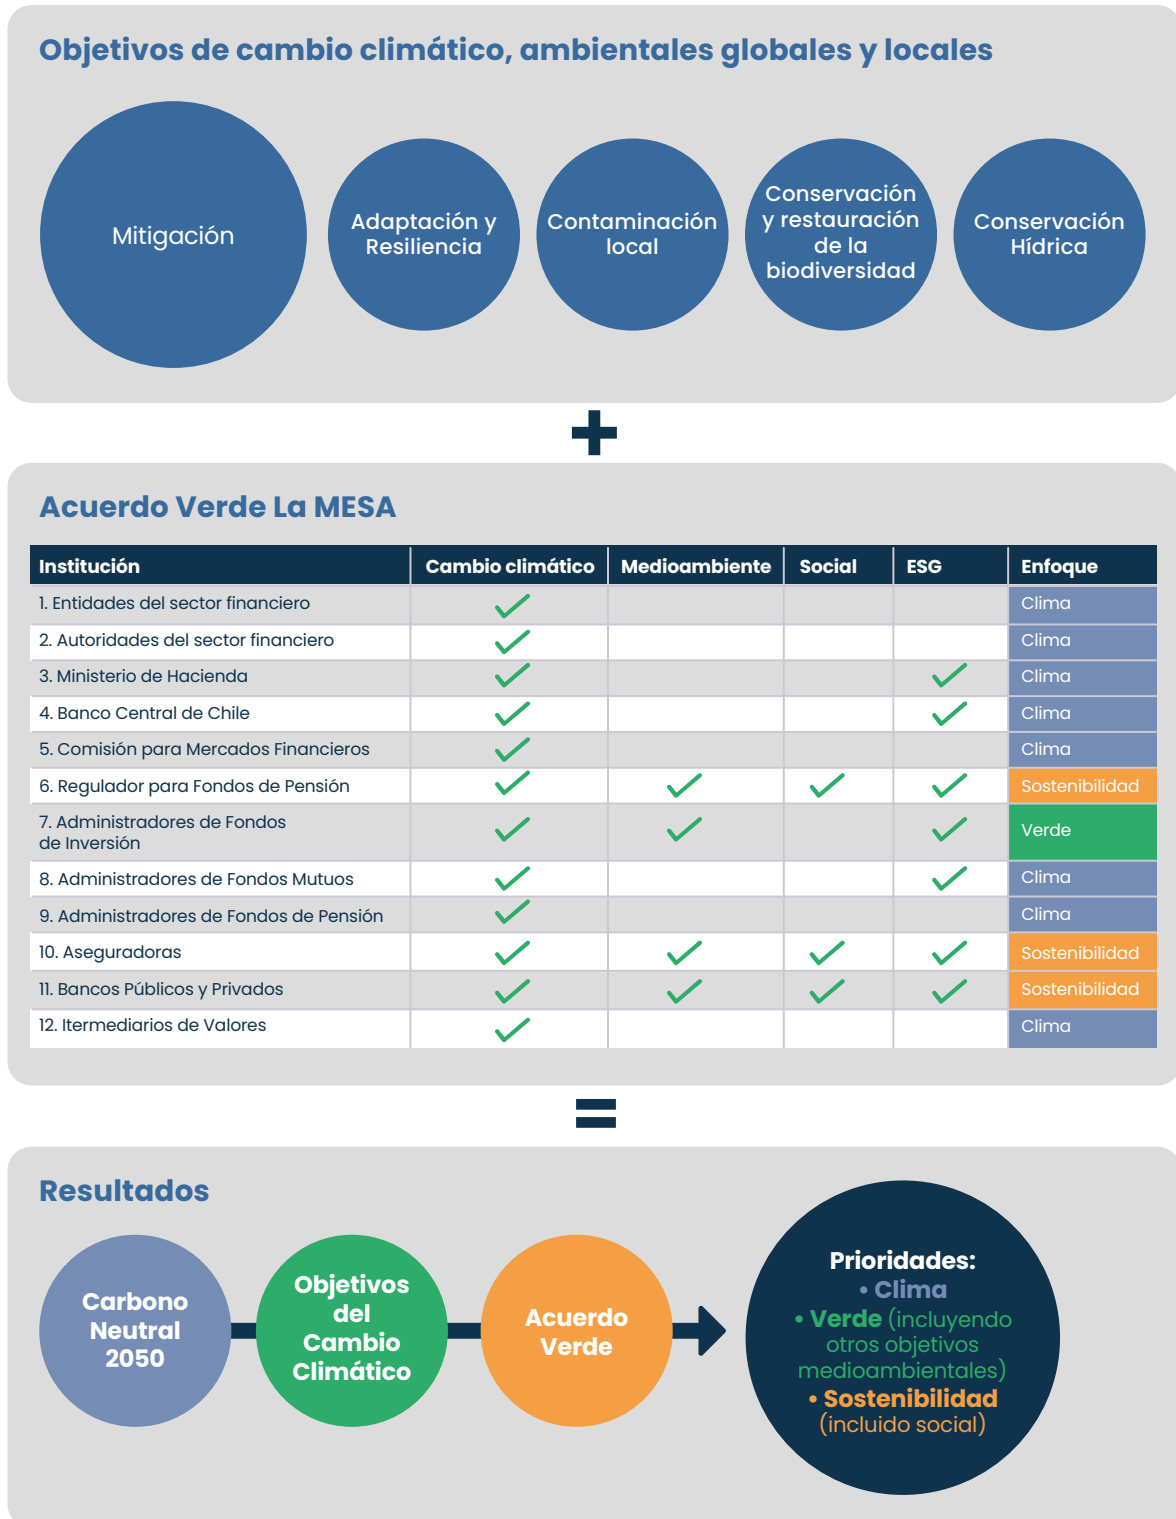 Objetivos de cambio climático, ambientales globales y locales
Mitigación
Adaptación y
Resiliencia
Contaminación
local
Conservación
y restauración
de la
biodiversidad
Conservación
Hídrica
+
Acuerdo Verde La MESA
Institución Cambio climático Medioambiente Social ESG Enfoque
1. Entidades del sector financiero Clima
2. Autoridades del sector financiero Clima
3. Ministerio de Hacienda Clima
4. Banco Central de Chile Clima
5. Comisión para Mercados Financieros Clima
6. Regulador para Fondos de Pensión Sostenibilidad
7. Administradores de Fondos
de Inversión Verde
8. Administradores de Fondos Mutuos Clima
9. Administradores de Fondos de Pensión Clima
10. Aseguradoras Sostenibilidad
11. Bancos Públicos y Privados Sostenibilidad
12. Itermediarios de Valores Clima
=
Resultados
Carbono
Neutral
2050
Objetivos
del
Cambio
Climático
Acuerdo
Verde
Prioridades:
• Clima
• Verde (incluyendo
otros objetivos
medioambientales)
• Sostenibilidad
(incluido social)